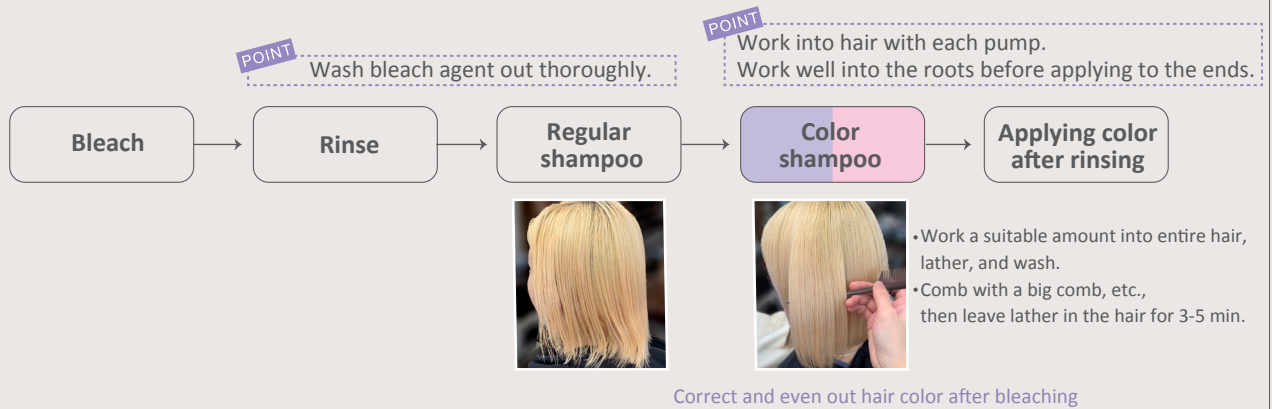 POINT
Wash bleach agent out thoroughly.
POINT
Work into hair with each pump.
Work well into the roots before applying to the ends.
Bleach
Rinse
Regular
shampoo
Color
shampoo
Applying color
after rinsing
•Work a suitable amount into entire hair,
lather, and wash.
•Comb with a big comb, etc.,
then leave lather in the hair for 3-5 min.
Correct and even out hair color after bleaching